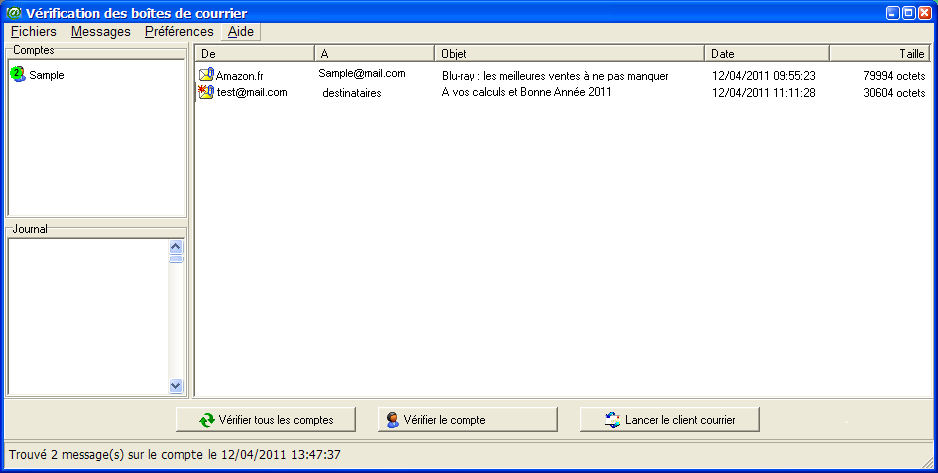 Vérification des boîtes de courrier
Fichiers Messages Préférences Aide
Comptes
2 Sample
Journal
De A Objet Date Taille
Amazon.fr Sample@mail.com Blu-ray : les meilleures ventes à ne pas manquer 12/04/2011 09:55:23 79994 octets
test@mail.com destinataires A vos calculs et Bonne Année 2011 12/04/2011 11:11:28 30604 octets
Vérifier tous les comptes Vérifier le compte Lancer le client courrier
Trouvé 2 message(s) sur le compte le 12/04/2011 13:47:37